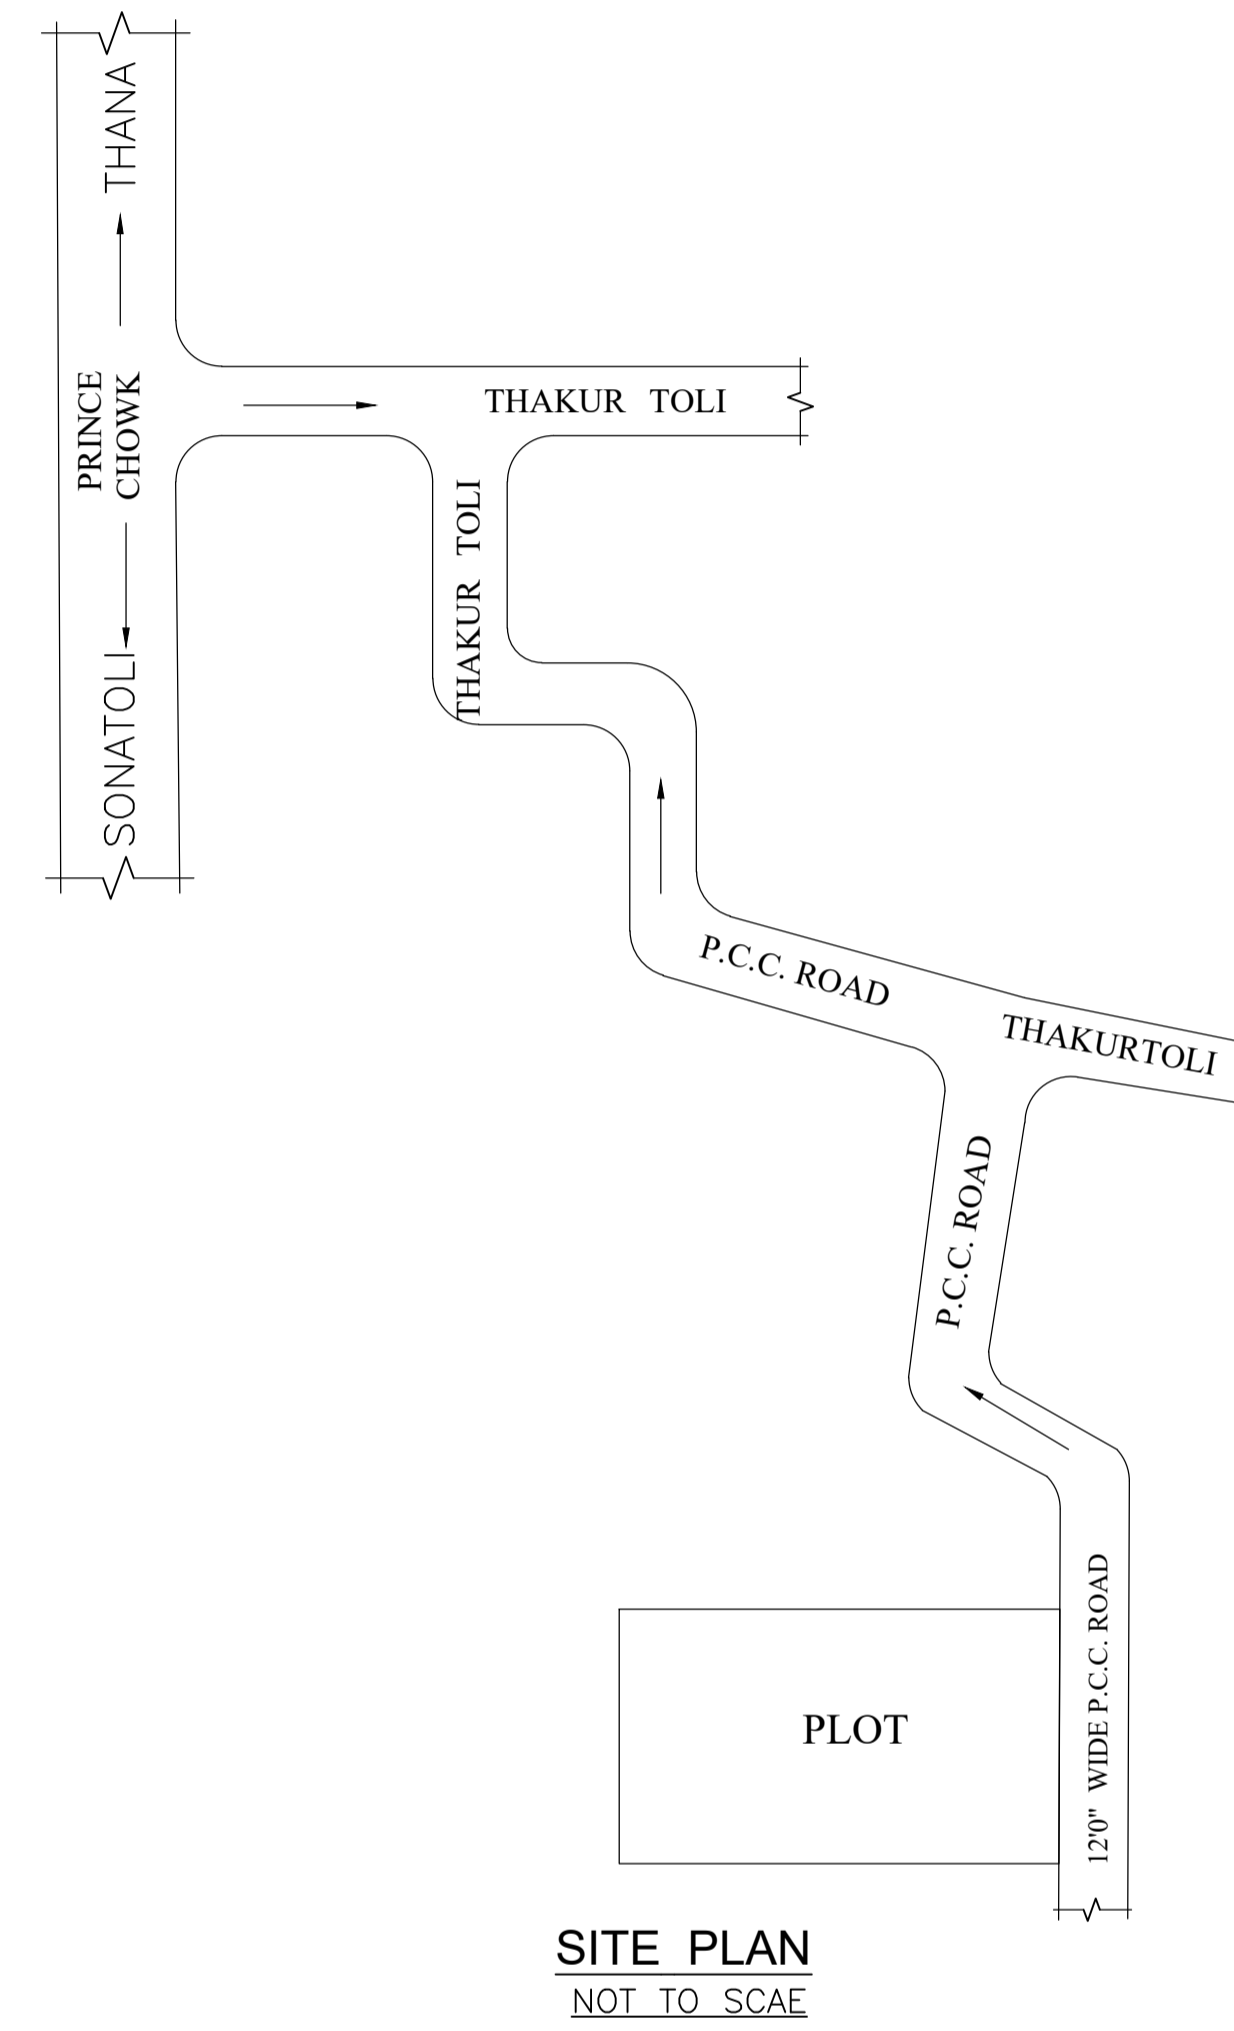 THANA
PRINCE
CHOWK
SONATOLI
THAKUR TOLI
THAKUR TOLI
P.C.C. ROAD
THAKURTOLI
P.C.C. ROAD
12'0" WIDE P.C.C. ROAD
PLOT
SITE PLAN
NOT TO SCAE